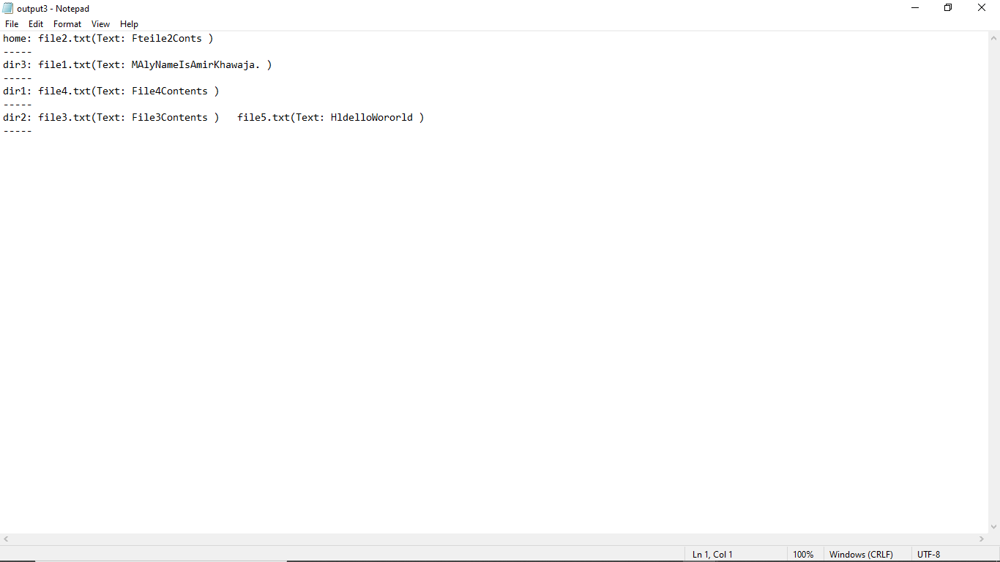 output3 - Notepad
File Edit Format View Help
home: file2.txt(Text: Fteile2Conts )
-----
dir3: file1.txt(Text: MAlyNameIsAmirKhawaja. )
-----
dir1: file4.txt(Text: File4Contents )
-----
dir2: file3.txt(Text: File3Contents )   file5.txt(Text: HldelloWororld )
-----
Ln 1, Col 1 100% Windows (CRLF) UTF-8